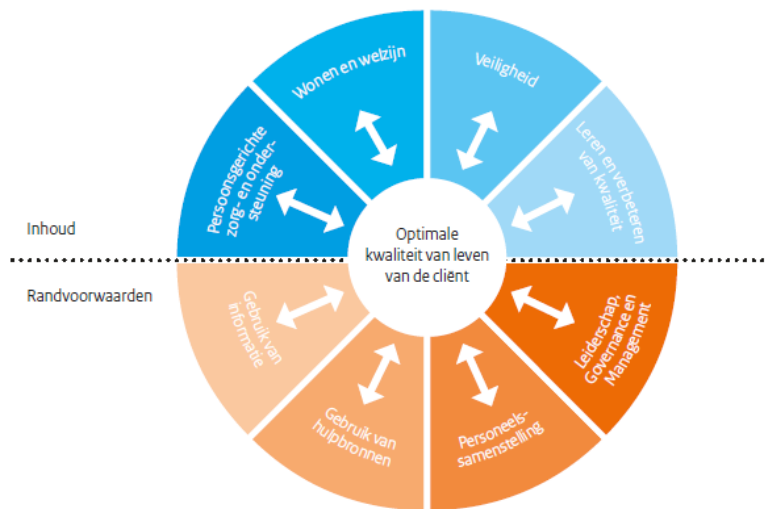 Wonen en welzijn
Veiligheid
Persoonsgerichte
zorg- en onder-
steuning
Leren en verbeteren
van kwaliteit
Inhoud
Optimale
kwaliteit van leven
van de cliënt
Randvoorwaarden
Gebruik van
informatie
Leiderschap,
Governance en
Management
Gebruik van
hulpbronnen
Personeels-
samenstelling